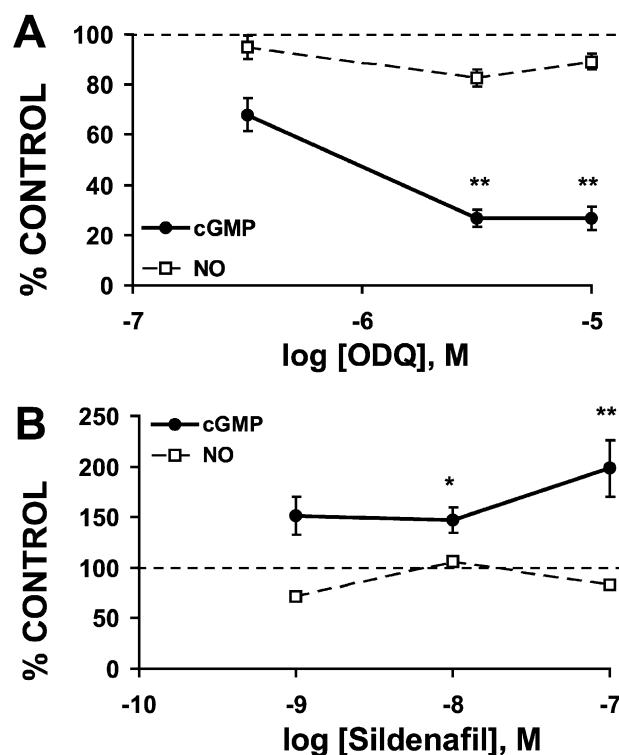 A
% CONTROL
100
80
60
40
20
0
** **
cGMP
NO
-7 -6 -5
log [ODQ], M
B
% CONTROL
250
200
150
100
50
0
cGMP
NO
* **
-10 -9 -8 -7
log [Sildenafil], M